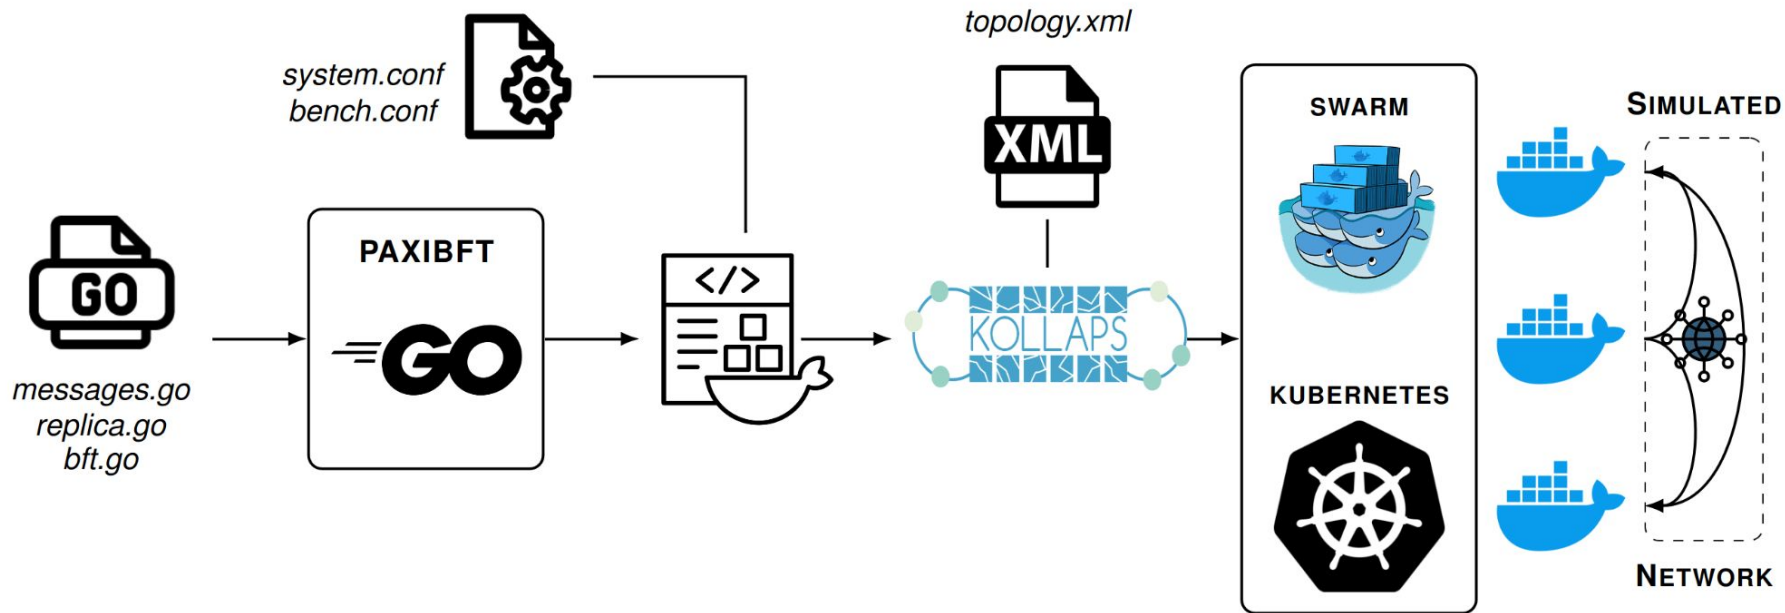 topology.xml
system.conf
bench.conf
XML
SWARM
SIMULATED
GO
PAXIBFT
</>
GO
KOLLAPS
messages.go
replica.go
bft.go
KUBERNETES
NETWORK